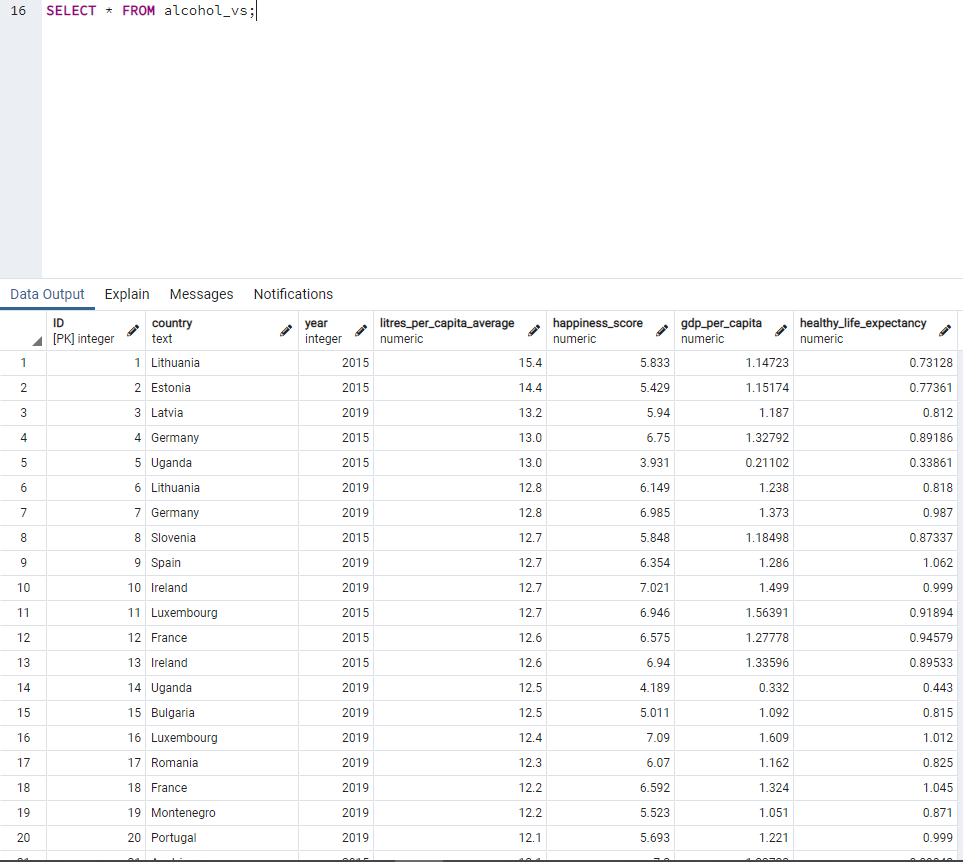 16 SELECT * FROM alcohol_vs;
Data Output Explain Messages Notifications
ID country year litres_per_capita_average happiness_score gdp_per_capita healthy_life_expectancy
[PK] integer text integer numeric numeric numeric numeric
1 1 Lithuania 2015 15.4 5.833 1.14723 0.73128
2 2 Estonia 2015 14.4 5.429 1.15174 0.77361
3 3 Latvia 2019 13.2 5.94 1.187 0.812
4 4 Germany 2015 13.0 6.75 1.32792 0.89186
5 5 Uganda 2015 13.0 3.931 0.21102 0.33861
6 6 Lithuania 2019 12.8 6.149 1.238 0.818
7 7 Germany 2019 12.8 6.985 1.373 0.987
8 8 Slovenia 2015 12.7 5.848 1.18498 0.87337
9 9 Spain 2019 12.7 6.354 1.286 1.062
10 10 Ireland 2019 12.7 7.021 1.499 0.999
11 11 Luxembourg 2015 12.7 6.946 1.56391 0.91894
12 12 France 2015 12.6 6.575 1.27778 0.94579
13 13 Ireland 2015 12.6 6.94 1.33596 0.89533
14 14 Uganda 2019 12.5 4.189 0.332 0.443
15 15 Bulgaria 2019 12.5 5.011 1.092 0.815
16 16 Luxembourg 2019 12.4 7.09 1.609 1.012
17 17 Romania 2019 12.3 6.07 1.162 0.825
18 18 France 2019 12.2 6.592 1.324 1.045
19 19 Montenegro 2019 12.2 5.523 1.051 0.871
20 20 Portugal 2019 12.1 5.693 1.221 0.999